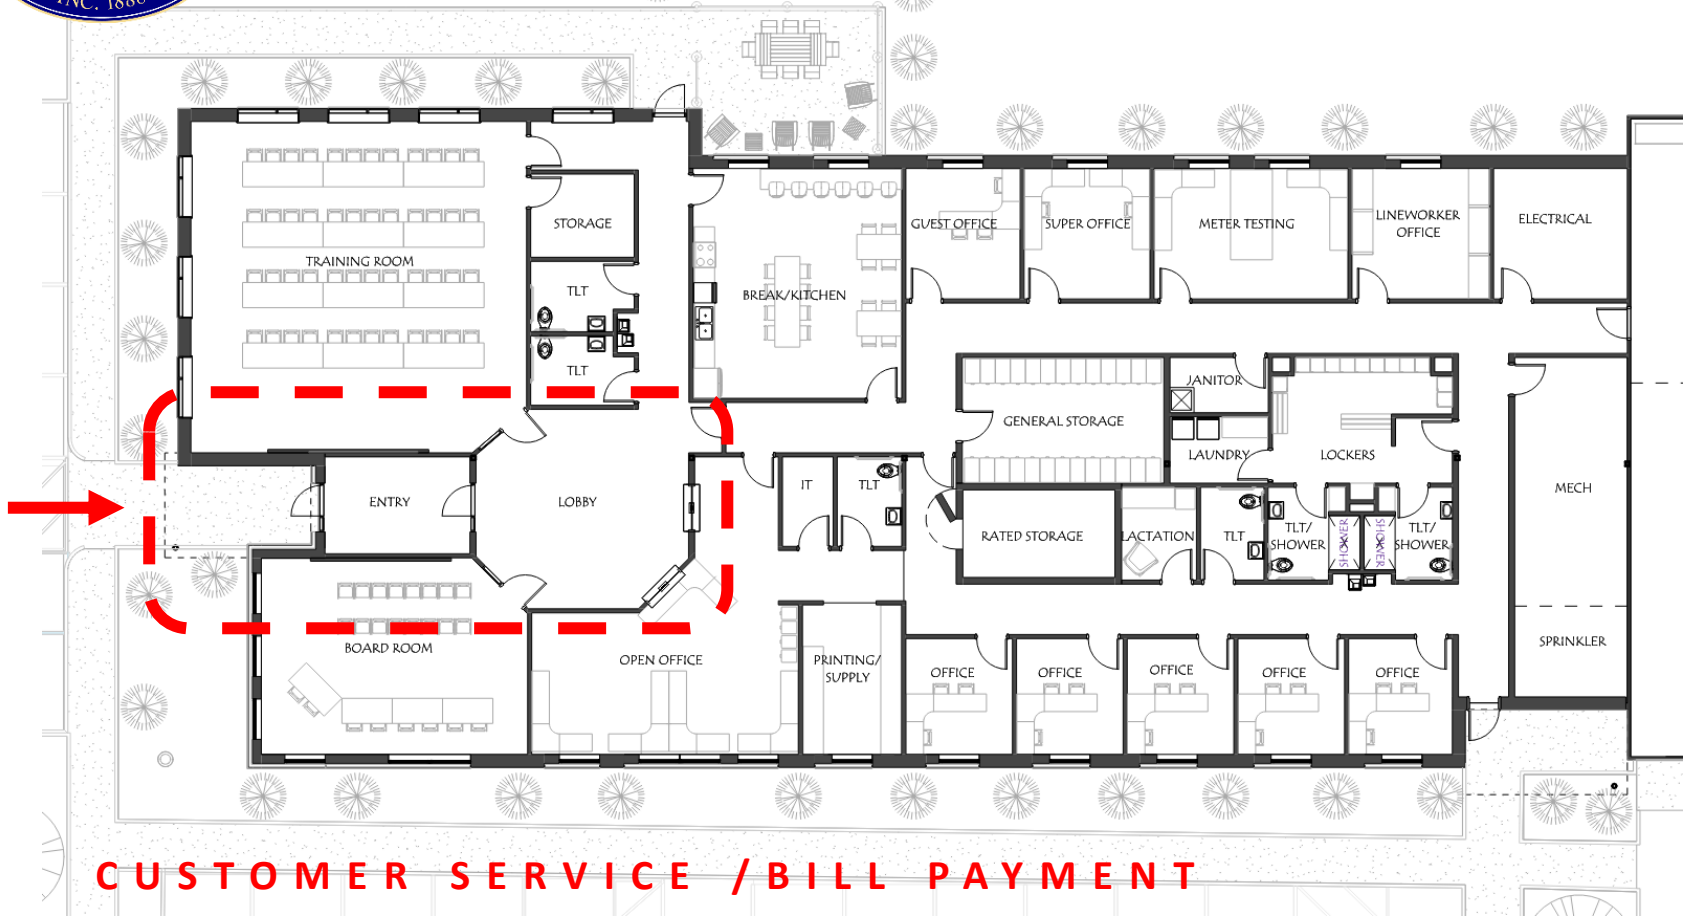 INC. 1886
TRAINING ROOM
STORAGE
TLT
TLT
BREAK/KITCHEN
GUEST OFFICE
SUPER OFFICE
METER TESTING
LINEWORKER
OFFICE
ELECTRICAL
JANITOR
GENERAL STORAGE
LAUNDRY
LOCKERS
ENTRY
LOBBY
IT
TLT
MECH
RATED STORAGE
LACTATION
TLT
TLT/
SHOWER
SHOWER
SHOWER
TLT/
SHOWER
BOARD ROOM
OPEN OFFICE
PRINTING/
SUPPLY
OFFICE
OFFICE
OFFICE
OFFICE
OFFICE
SPRINKLER
CUSTOMER SERVICE /BILL PAYMENT